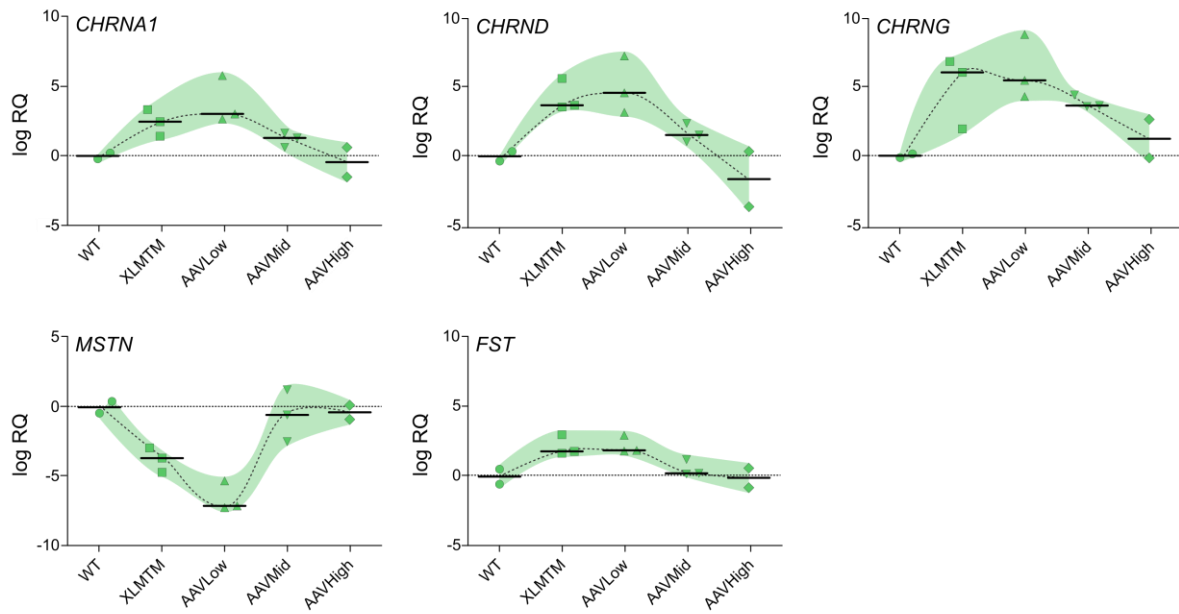 CHRNA1
log RQ
10
5
0
-5
WT
XLMTM
AAVLow
AAVMid
AAVHigh
CHRND
log RQ
10
5
0
-5
WT
XLMTM
AAVLow
AAVMid
AAVHigh
CHRNG
log RQ
10
5
0
-5
WT
XLMTM
AAVLow
AAVMid
AAVHigh
MSTN
log RQ
5
0
-5
-10
WT
XLMTM
AAVLow
AAVMid
AAVHigh
FST
log RQ
10
5
0
-5
WT
XLMTM
AAVLow
AAVMid
AAVHigh